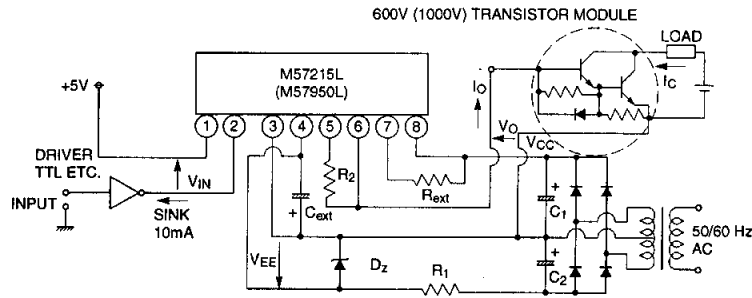 600V (1000V) TRANSISTOR MODULE
M57215L
(M57950L)
LOAD
+5V
IO
IC
1 2 3 4 5 6 7 8
VO
VCC
DRIVER
TTL ETC.
VIN
R2
INPUT
SINK
10mA
+ Cext
Rext
+
C1
50/60 Hz
AC
VEE
DZ
R1
+
C2